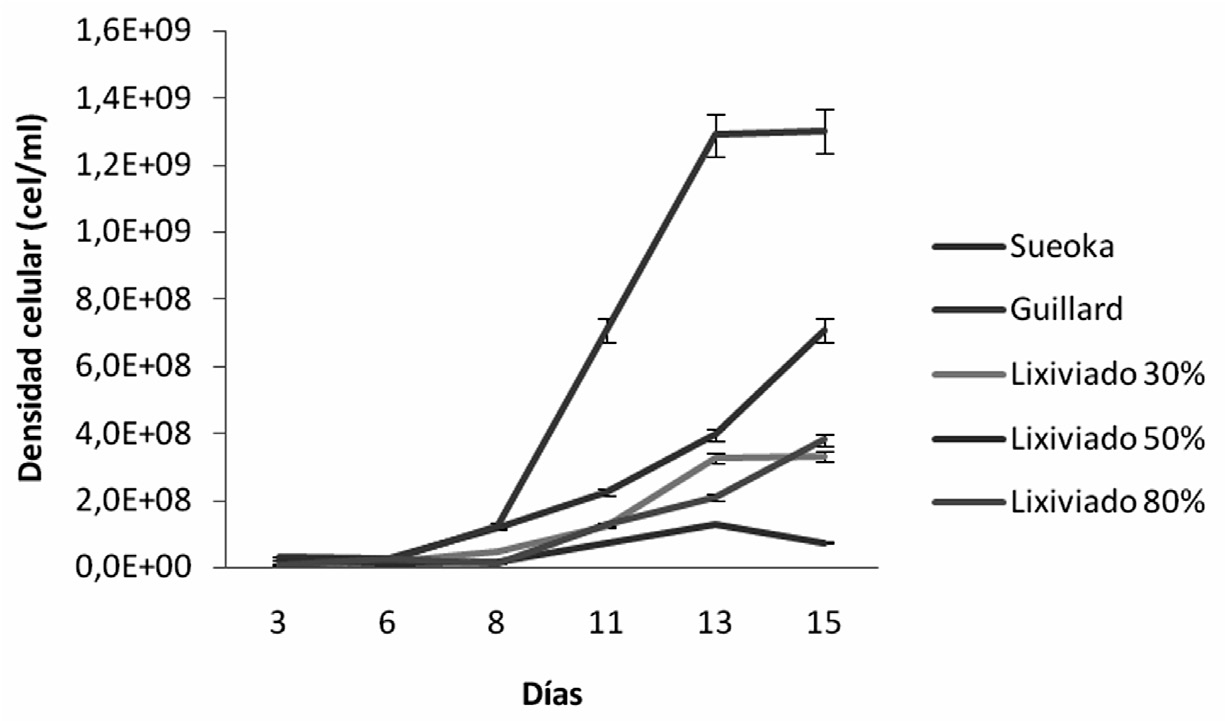 1,6E+09
1,4E+09
1,2E+09
1,0E+09
8,0E+08
6,0E+08
4,0E+08
2,0E+08
0,0E+00
Densidad celular (cel/ml)
3 6 8 11 13 15
Días
Sueoka
Guillard
Lixiviado 30%
Lixiviado 50%
Lixiviado 80%